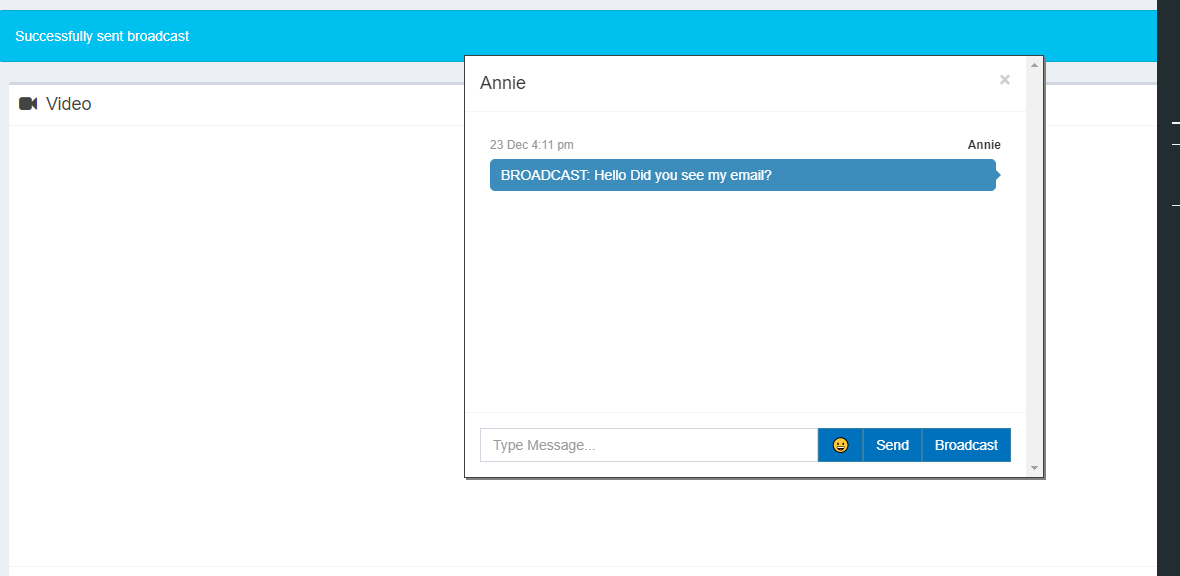 Successfully sent broadcast
Video
Annie
×
23 Dec 4:11 pm Annie
BROADCAST: Hello Did you see my email?
Type Message...
Send Broadcast